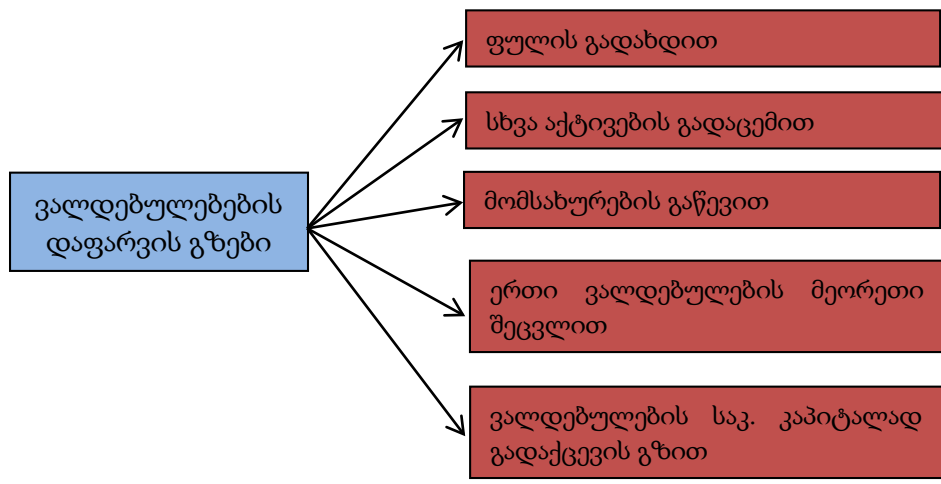 ვალდებულებების
დაფარვის გზები
ფულის გადახდით
სხვა აქტივების გადაცემით
მომსახურების გაწევით
ერთი ვალდებულების მეორეთი
შეცვლით
ვალდებულების საკ. კაპიტალად
გადაქცევის გზით